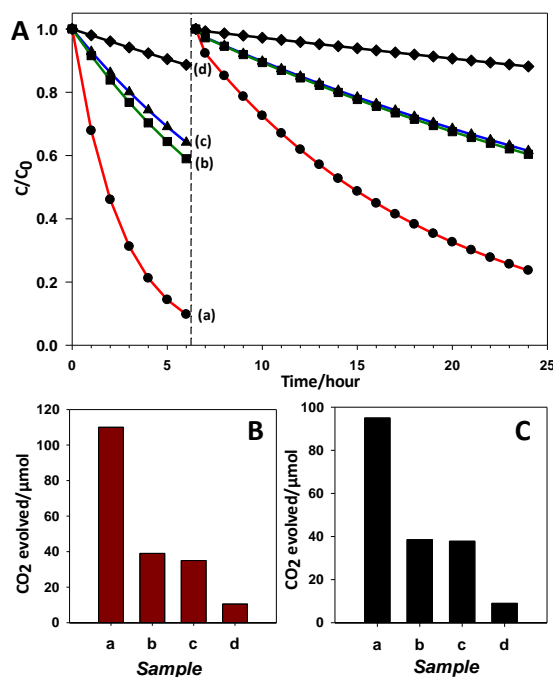 A
1.0
0.8
0.6
0.4
0.2
0.0
C/C0
(d)
(c)
(b)
(a)
0 5 10 15 20 25
Time/hour
B
120
100
80
60
40
20
0
CO2 evolved/µmol
a b c d
Sample
C
100
80
60
40
20
0
CO2 evolved/µmol
a b c d
Sample